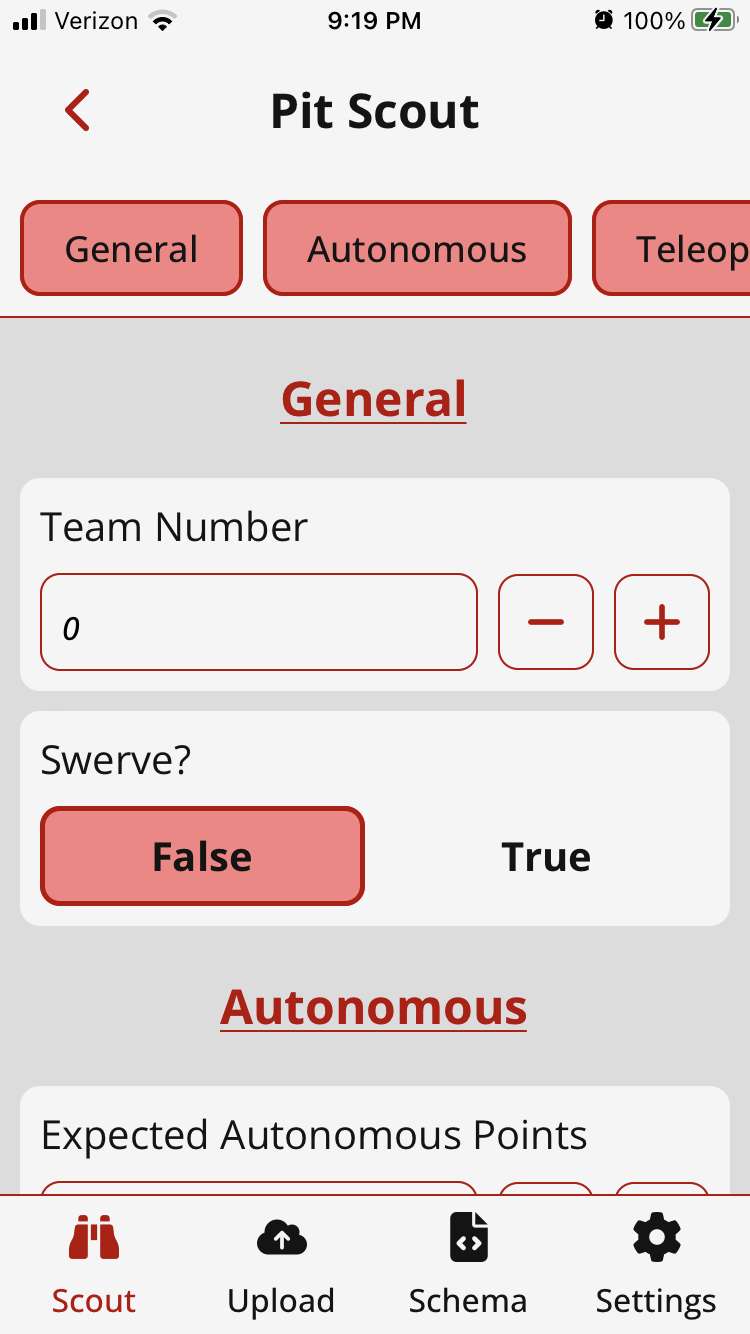 Verizon 9:19 PM 100%
Pit Scout
General Autonomous Teleop
General
Team Number
0
Swerve?
False True
Autonomous
Expected Autonomous Points
Scout Upload Schema Settings